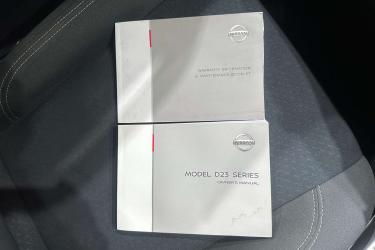 NISSAN
WARRANTY INFORMATION
& MAINTENANCE BOOKLET
NISSAN
MODEL D23 SERIES
OWNER'S MANUAL